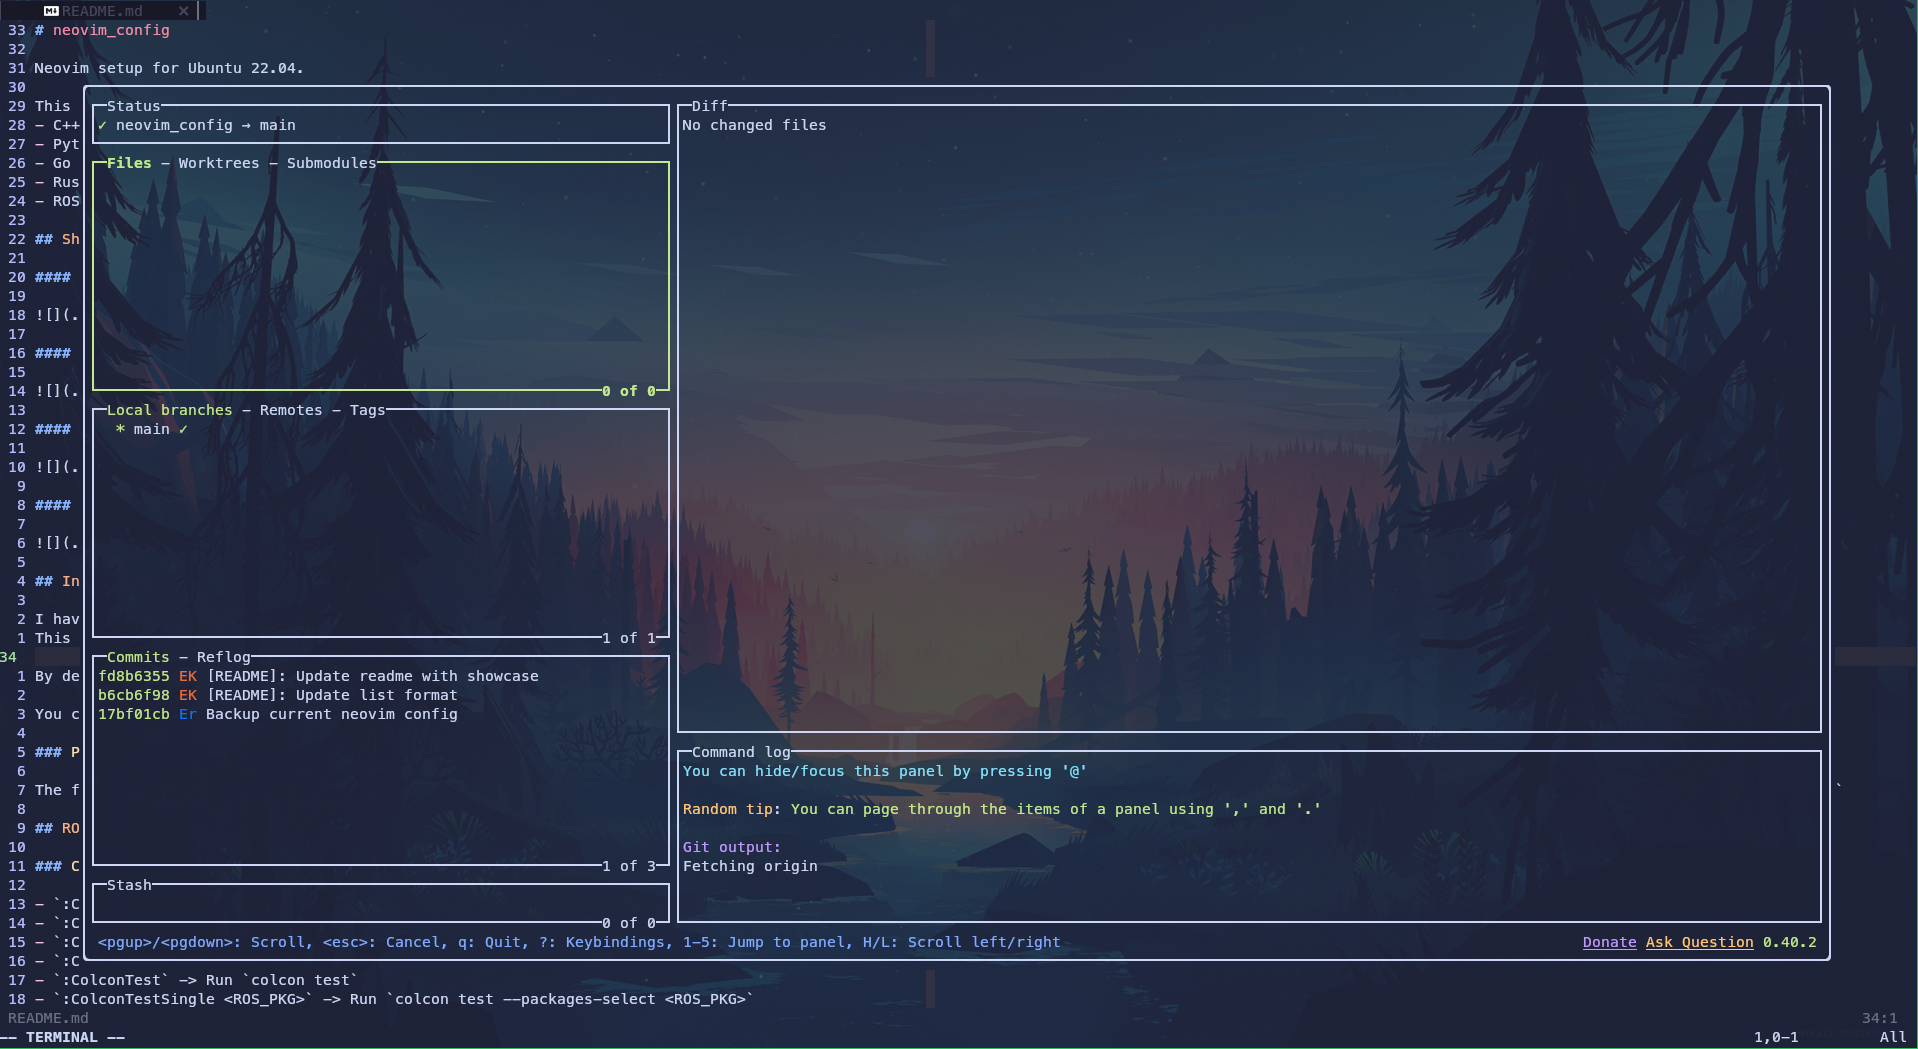 README.md ✕
33 # neovim_config
32
31 Neovim setup for Ubuntu 22.04.
30
29 This
28 - C++
27 - Pyt
26 - Go
25 - Rus
24 - ROS
23
22 ## Sh
21
20 ####
19
18 ![](.
17
16 ####
15
14 ![](.
13
12 ####
11
10 ![](.
9
8 ####
7
6 ![](.
5
4 ## In
3
2 I hav
1 This
34
1 By de
2
3 You c
4
5 ### P
6
7 The f
8
9 ## RO
10
11 ### C
12
13 - `:C
14 - `:C
15 - `:C
16 - `:C
17 - `:ColconTest` -> Run `colcon test`
18 - `:ColconTestSingle <ROS_PKG>` -> Run `colcon test --packages-select <ROS_PKG>`
Status
✓ neovim_config → main
Files - Worktrees - Submodules
0 of 0
Local branches - Remotes - Tags
* main ✓
1 of 1
Commits - Reflog
fd8b6355 EK [README]: Update readme with showcase
b6cb6f98 EK [README]: Update list format
17bf01cb Er Backup current neovim config
1 of 3
Stash
0 of 0
Diff
No changed files
Command log
You can hide/focus this panel by pressing '@'
Random tip: You can page through the items of a panel using ',' and '.'
Git output:
Fetching origin
`
<pgup>/<pgdown>: Scroll, <esc>: Cancel, q: Quit, ?: Keybindings, 1-5: Jump to panel, H/L: Scroll left/right
Donate Ask Question 0.40.2
README.md 34:1
-- TERMINAL -- 1,0-1 All